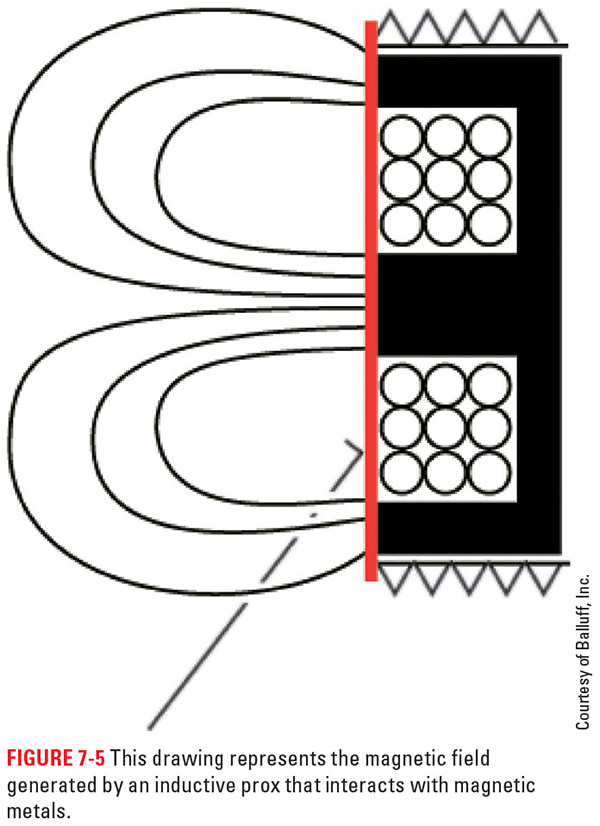 Courtesy of Balluff, Inc.
FIGURE 7-5 This drawing represents the magnetic field
generated by an inductive prox that interacts with magnetic
metals.